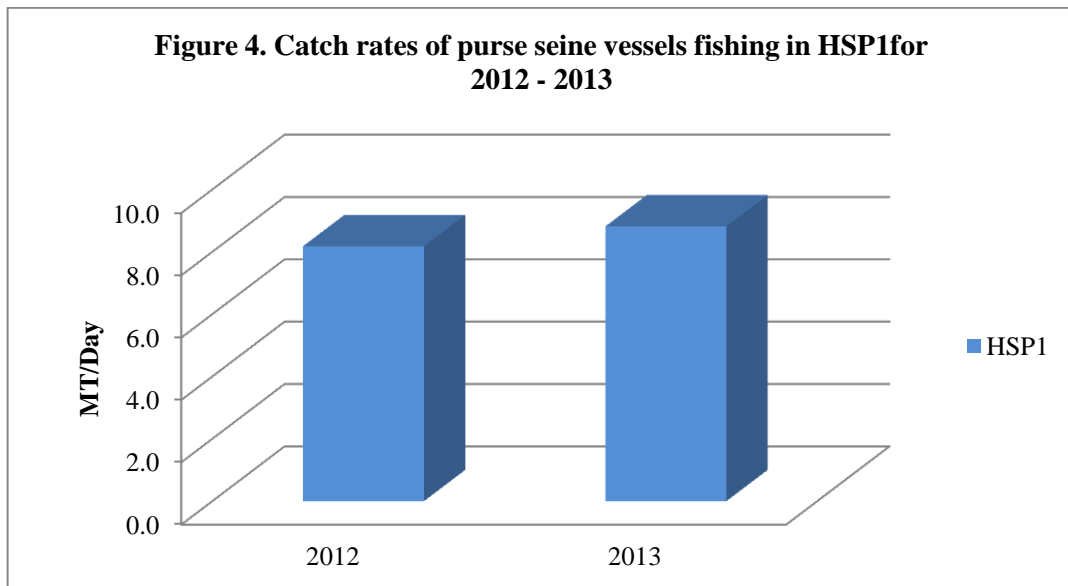 Figure 4. Catch rates of purse seine vessels fishing in HSP1for
2012 - 2013
10.0
8.0
6.0
4.0
2.0
0.0
MT/Day
2012
2013
HSP1